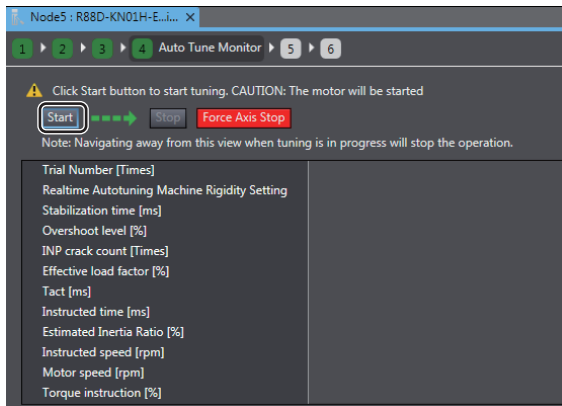 Node5 : R88D-KN01H-E...i... ×
1 2 3 4 Auto Tune Monitor 5 6
Click Start button to start tuning. CAUTION: The motor will be started
Start Stop Force Axis Stop
Note: Navigating away from this view when tuning is in progress will stop the operation.
Trial Number [Times]
Realtime Autotuning Machine Rigidity Setting
Stabilization time [ms]
Overshoot level [%]
INP crack count [Times]
Effective load factor [%]
Tact [ms]
Instructed time [ms]
Estimated Inertia Ratio [%]
Instructed speed [rpm]
Motor speed [rpm]
Torque instruction [%]